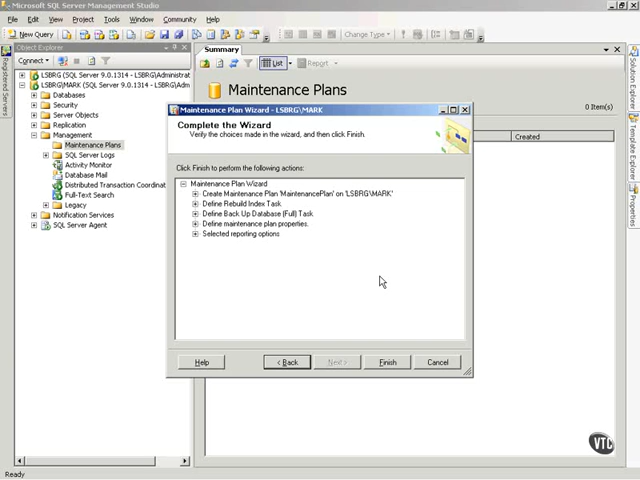 Microsoft SQL Server Management Studio
File Edit View Project Tools Window Community Help
New Query
Change Type
Object Explorer
Summary
Connect
List
Report
LSBRG (SQL Server 9.0.1314 - LSBRG\Administrat
LSBRG\MARK (SQL Server 9.0.1314 - LSBRG\Adm
Databases
Security
Server Objects
Replication
Management
Maintenance Plans
SQL Server Logs
Activity Monitor
Database Mail
Distributed Transaction Coordinat
Full-Text Search
Legacy
Notification Services
SQL Server Agent
Maintenance Plans
0 Item(s)
Created
Maintenance Plan Wizard - LSBRG\MARK
Complete the Wizard
Verify the choices made in the wizard, and then click Finish.
Click Finish to perform the following actions:
Maintenance Plan Wizard
Create Maintenance Plan 'MaintenancePlan' on 'LSBRG\MARK'
Define Rebuild Index Task
Define Back Up Database (Full) Task
Define maintenance plan properties.
Selected reporting options
Help
< Back
Next >
Finish
Cancel
Registered Servers
Solution Explorer
Template Explorer
Properties
VTC
Ready